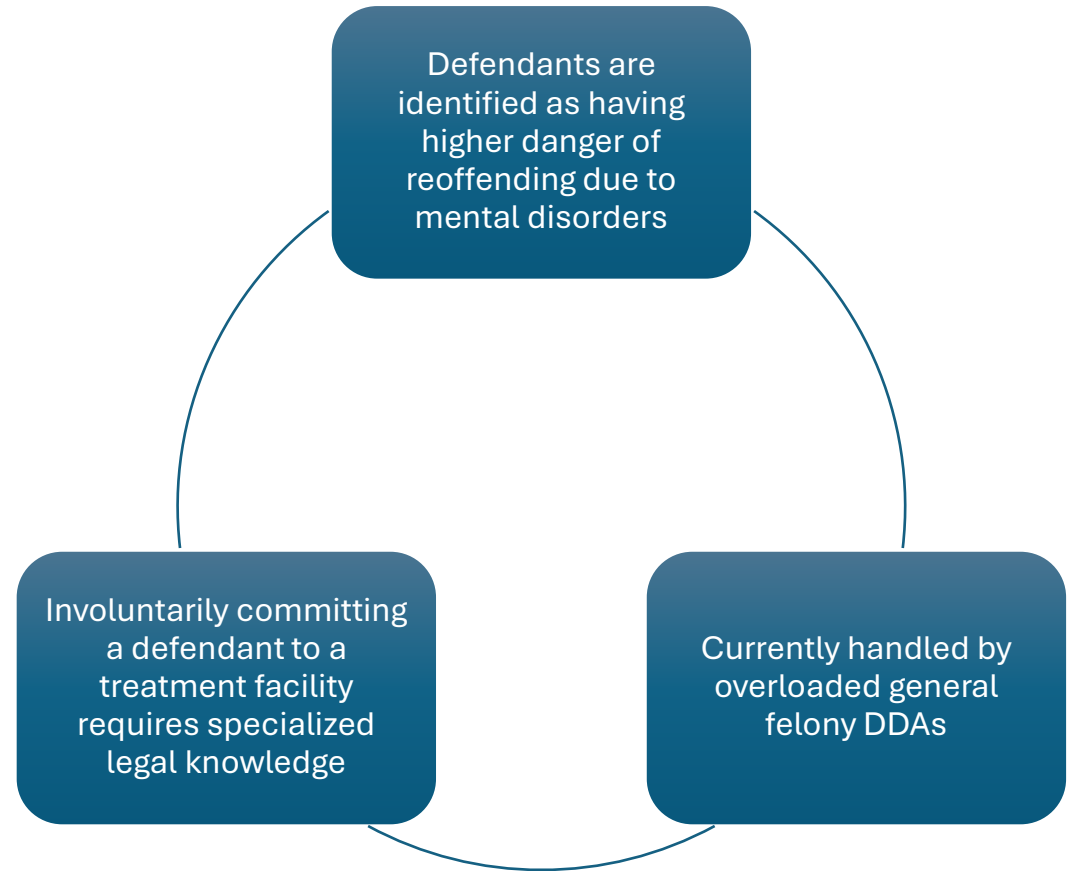 Defendants are
identified as having
higher danger of
reoffending due to
mental disorders
Involuntarily committing
a defendant to a
treatment facility
requires specialized
legal knowledge
Currently handled by
overloaded general
felony DDAs